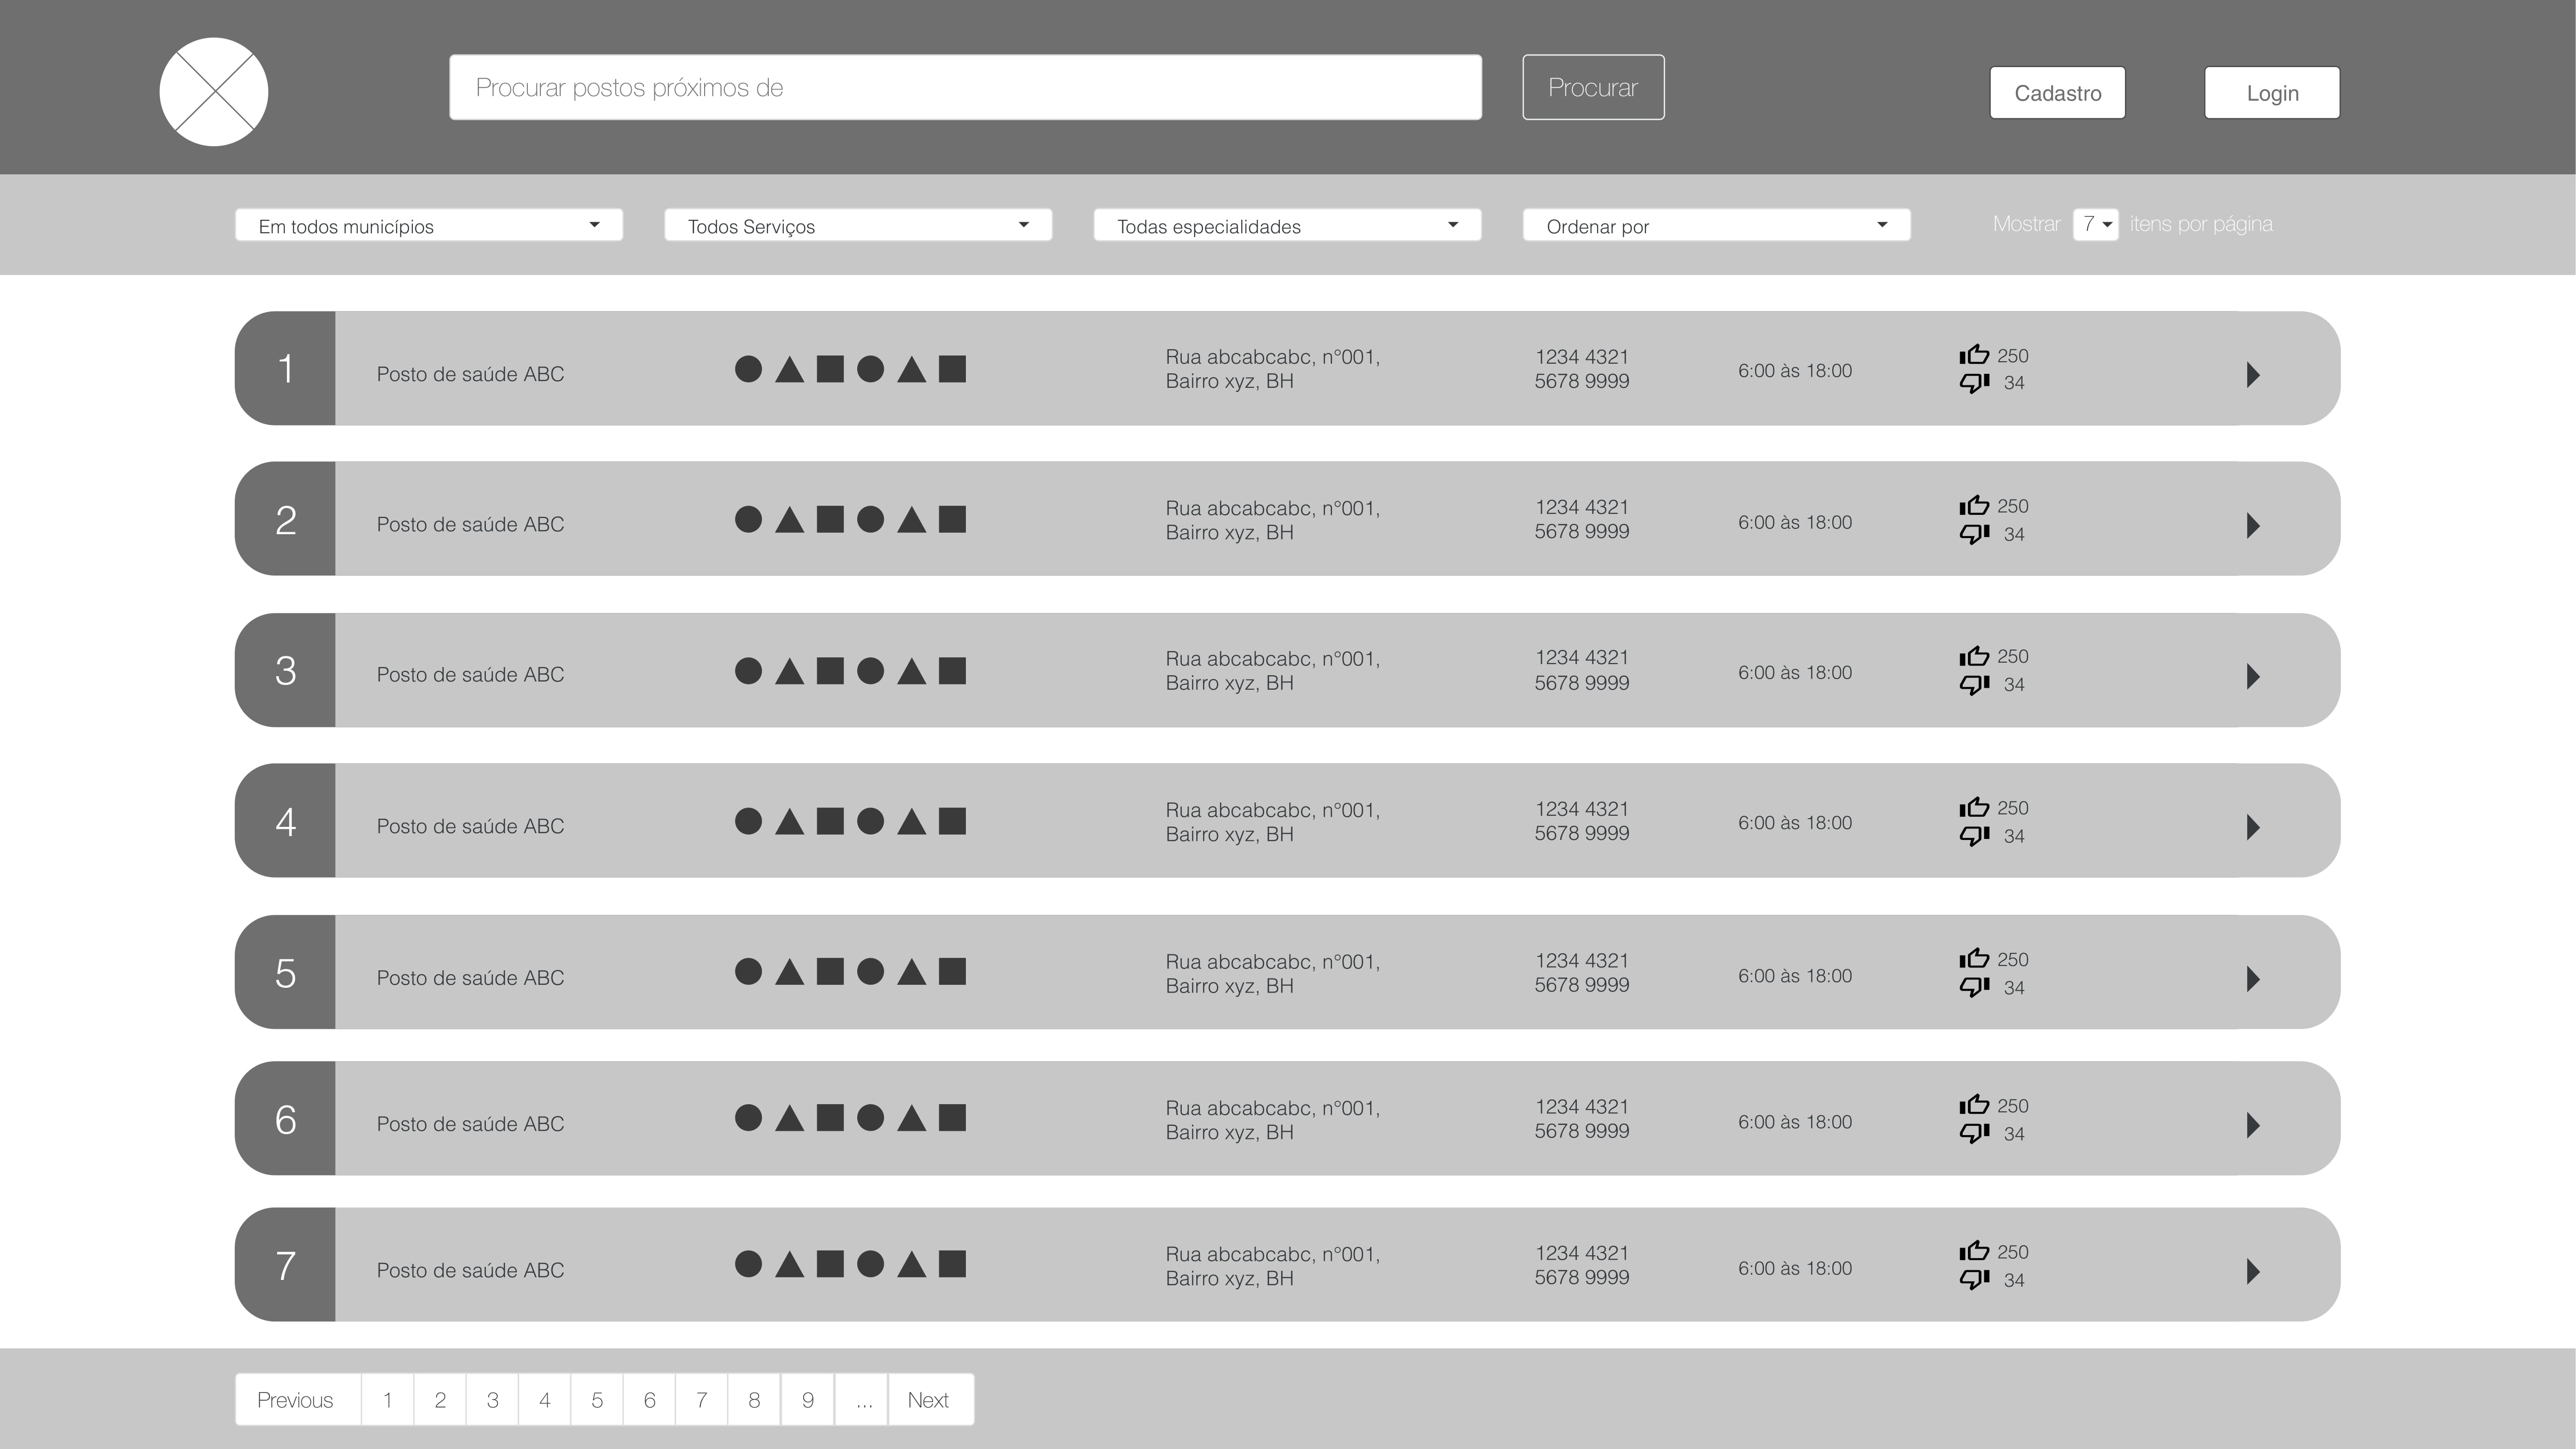 Procurar postos próximos de
Procurar
Cadastro
Login
Em todos municípios
Todos Serviços
Todas especialidades
Ordenar por
Mostrar 7 itens por página
1
Posto de saúde ABC
Rua abcabcabc, nº001,
Bairro xyz, BH
1234 4321
5678 9999
6:00 às 18:00
250
34
2
Posto de saúde ABC
Rua abcabcabc, nº001,
Bairro xyz, BH
1234 4321
5678 9999
6:00 às 18:00
250
34
3
Posto de saúde ABC
Rua abcabcabc, nº001,
Bairro xyz, BH
1234 4321
5678 9999
6:00 às 18:00
250
34
4
Posto de saúde ABC
Rua abcabcabc, nº001,
Bairro xyz, BH
1234 4321
5678 9999
6:00 às 18:00
250
34
5
Posto de saúde ABC
Rua abcabcabc, nº001,
Bairro xyz, BH
1234 4321
5678 9999
6:00 às 18:00
250
34
6
Posto de saúde ABC
Rua abcabcabc, nº001,
Bairro xyz, BH
1234 4321
5678 9999
6:00 às 18:00
250
34
7
Posto de saúde ABC
Rua abcabcabc, nº001,
Bairro xyz, BH
1234 4321
5678 9999
6:00 às 18:00
250
34
Previous 1 2 3 4 5 6 7 8 9 ... Next